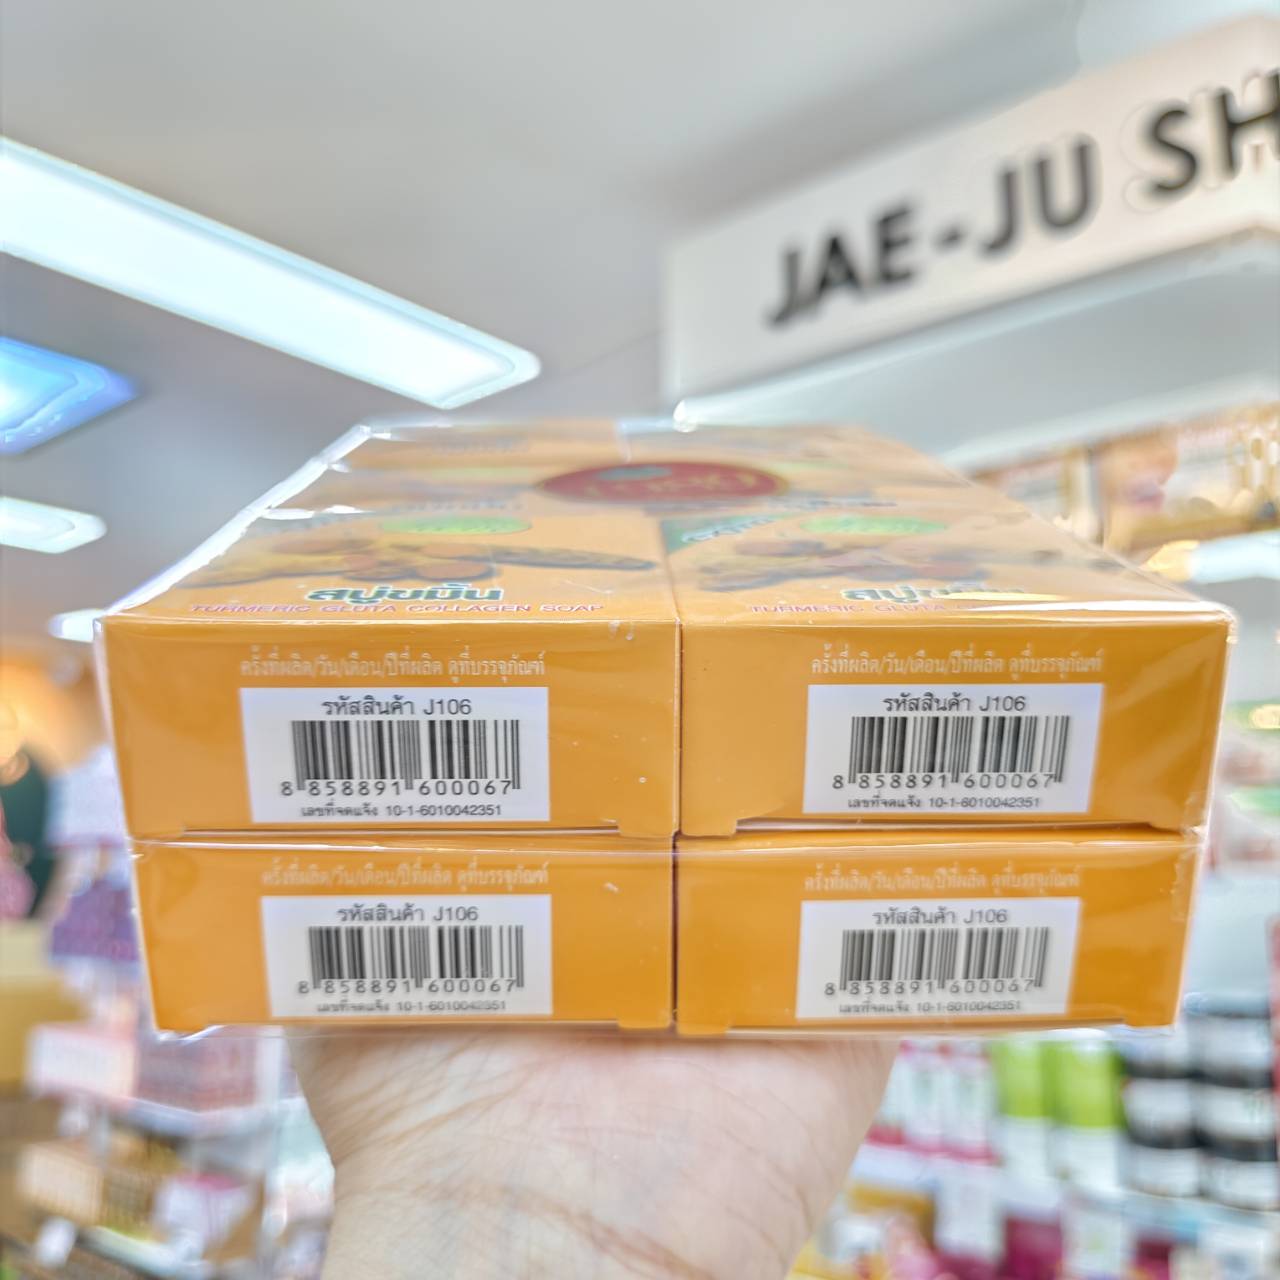 JAE-JU SH
สบู่ขมิ้น
TURMERIC GLUTA COLLAGEN SOAP
สบู่ขมิ้น
TURMERIC GLUTA
ครั้งที่ผลิต/วัน/เดือน/ปีที่ผลิต ดูที่บรรจุภัณฑ์
รหัสสินค้า J106
8 858891 600067
เลขที่จดแจ้ง 10-1-6010042351
ครั้งที่ผลิต/วัน/เดือน/ปีที่ผลิต ดูที่บรรจุภัณฑ์
รหัสสินค้า J106
8 858891 600067
เลขที่จดแจ้ง 10-1-6010042351
ครั้งที่ผลิต/วัน/เดือน/ปีที่ผลิต ดูที่บรรจุภัณฑ์
รหัสสินค้า J106
8 858891 600067
เลขที่จดแจ้ง 10-1-6010042351
ครั้งที่ผลิต/วัน/เดือน/ปีที่ผลิต ดูที่บรรจุภัณฑ์
รหัสสินค้า J106
8 858891 600067
เลขที่จดแจ้ง 10-1-6010042351